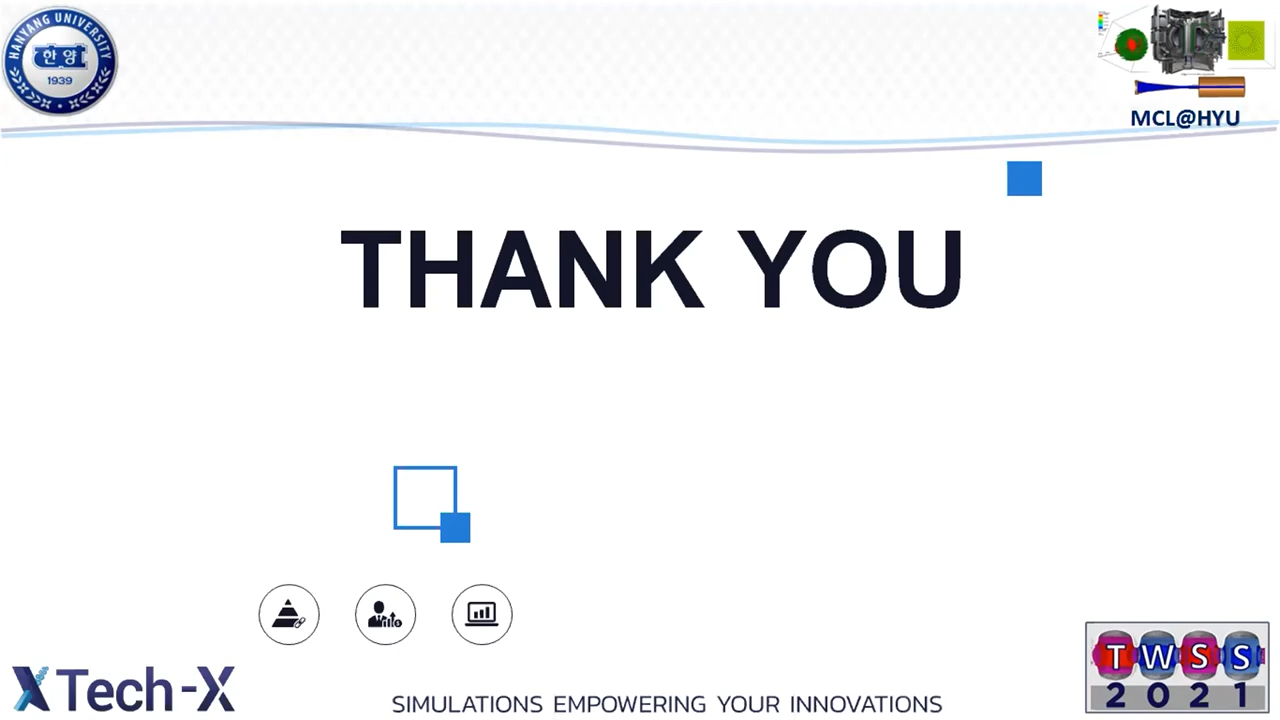 HANYANG UNIVERSITY
한양
1939
MCL@HYU
THANK YOU
Tech-X
SIMULATIONS EMPOWERING YOUR INNOVATIONS
TWSS
2021